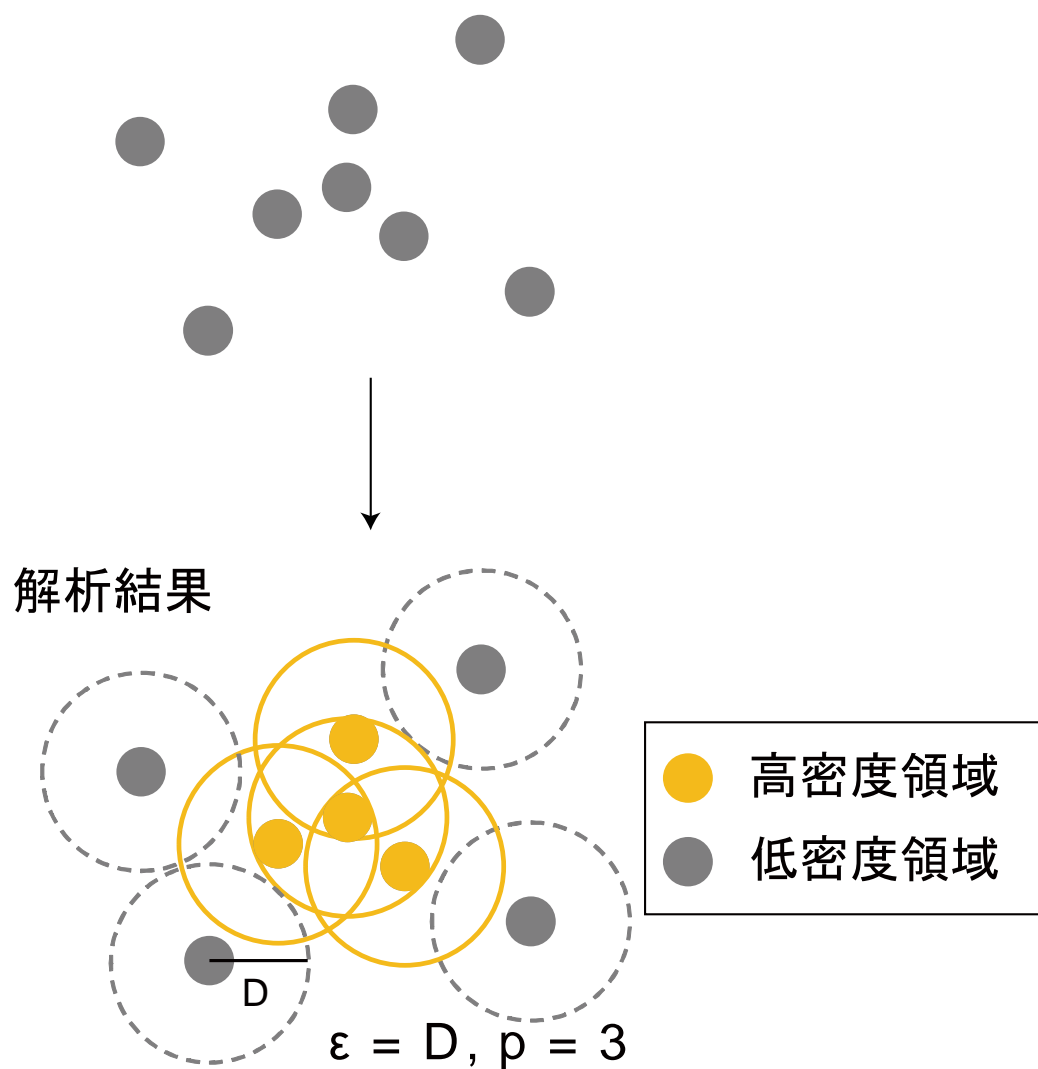 解析結果
高密度領域
低密度領域
D
ε = D, p = 3